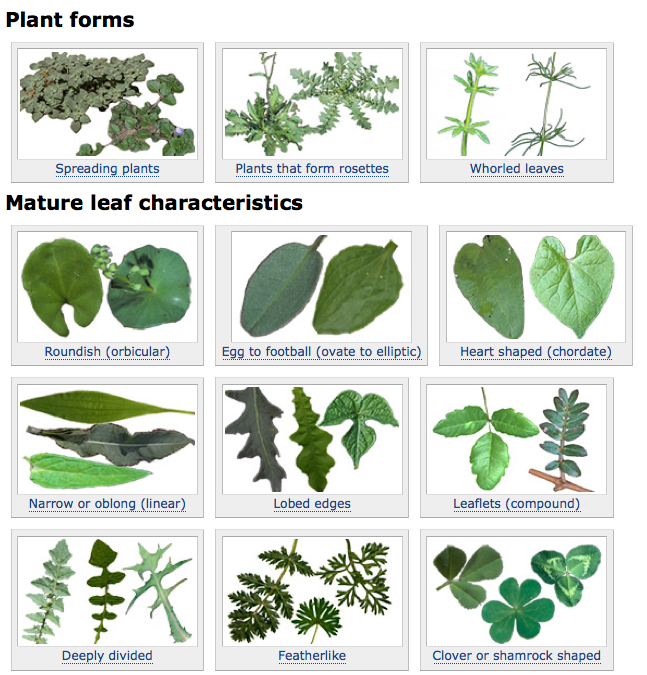 Plant forms
Spreading plants
Plants that form rosettes
Whorled leaves
Mature leaf characteristics
Roundish (orbicular)
Egg to football (ovate to elliptic)
Heart shaped (chordate)
Narrow or oblong (linear)
Lobed edges
Leaflets (compound)
Deeply divided
Featherlike
Clover or shamrock shaped